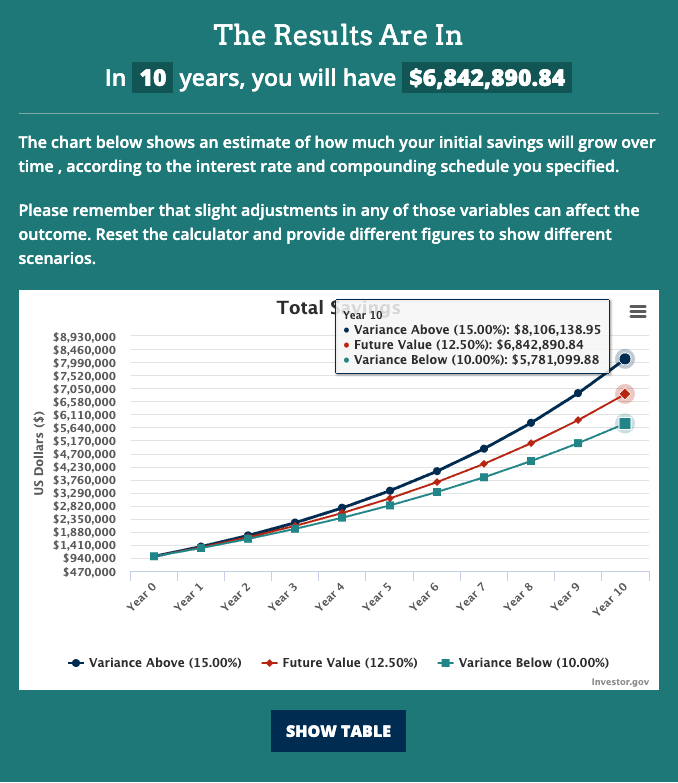 The Results Are In
In 10 years, you will have $6,842,890.84
The chart below shows an estimate of how much your initial savings will grow over
time , according to the interest rate and compounding schedule you specified.
Please remember that slight adjustments in any of those variables can affect the
outcome. Reset the calculator and provide different figures to show different
scenarios.
Total Savings
Year 10
Variance Above (15.00%): $8,106,138.95
Future Value (12.50%): $6,842,890.84
Variance Below (10.00%): $5,781,099.88
US Dollars ($)
$8,930,000
$8,460,000
$7,990,000
$7,520,000
$7,050,000
$6,580,000
$6,110,000
$5,640,000
$5,170,000
$4,700,000
$4,230,000
$3,760,000
$3,290,000
$2,820,000
$2,350,000
$1,880,000
$1,410,000
$940,000
$470,000
Year 0
Year 1
Year 2
Year 3
Year 4
Year 5
Year 6
Year 7
Year 8
Year 9
Year 10
Variance Above (15.00%) Future Value (12.50%) Variance Below (10.00%)
Investor.gov
SHOW TABLE